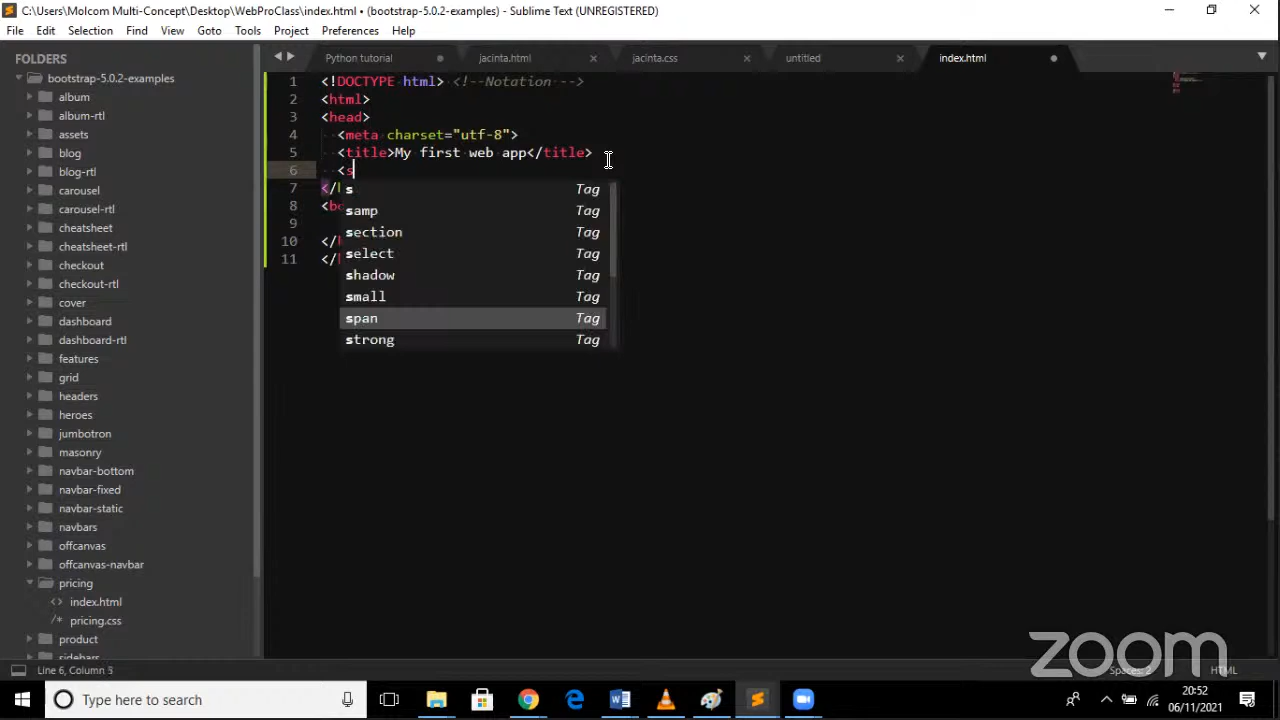 C:\Users\Molcom Multi-Concept\Desktop\WebProClass\index.html • (bootstrap-5.0.2-examples) - Sublime Text (UNREGISTERED)
File Edit Selection Find View Goto Tools Project Preferences Help
FOLDERS
bootstrap-5.0.2-examples
album
album-rtl
assets
blog
blog-rtl
carousel
carousel-rtl
cheatsheet
cheatsheet-rtl
checkout
checkout-rtl
cover
dashboard
dashboard-rtl
features
grid
headers
heroes
jumbotron
masonry
navbar-bottom
navbar-fixed
navbar-static
navbars
offcanvas
offcanvas-navbar
pricing
index.html
pricing.css
product
sidebars
Python tutorial jacinta.html jacinta.css untitled index.html
1 <!DOCTYPE html> <!--Notation -->
2 <html>
3 <head>
4 <meta charset="utf-8">
5 <title>My first web app</title>
6 <s
7 </
8 <bo
9
10 </
11 </
s Tag
samp Tag
section Tag
select Tag
shadow Tag
small Tag
span Tag
strong Tag
zoom
Line 6, Column 3 Spaces: 2 HTML
Type here to search
20:52
06/11/2021